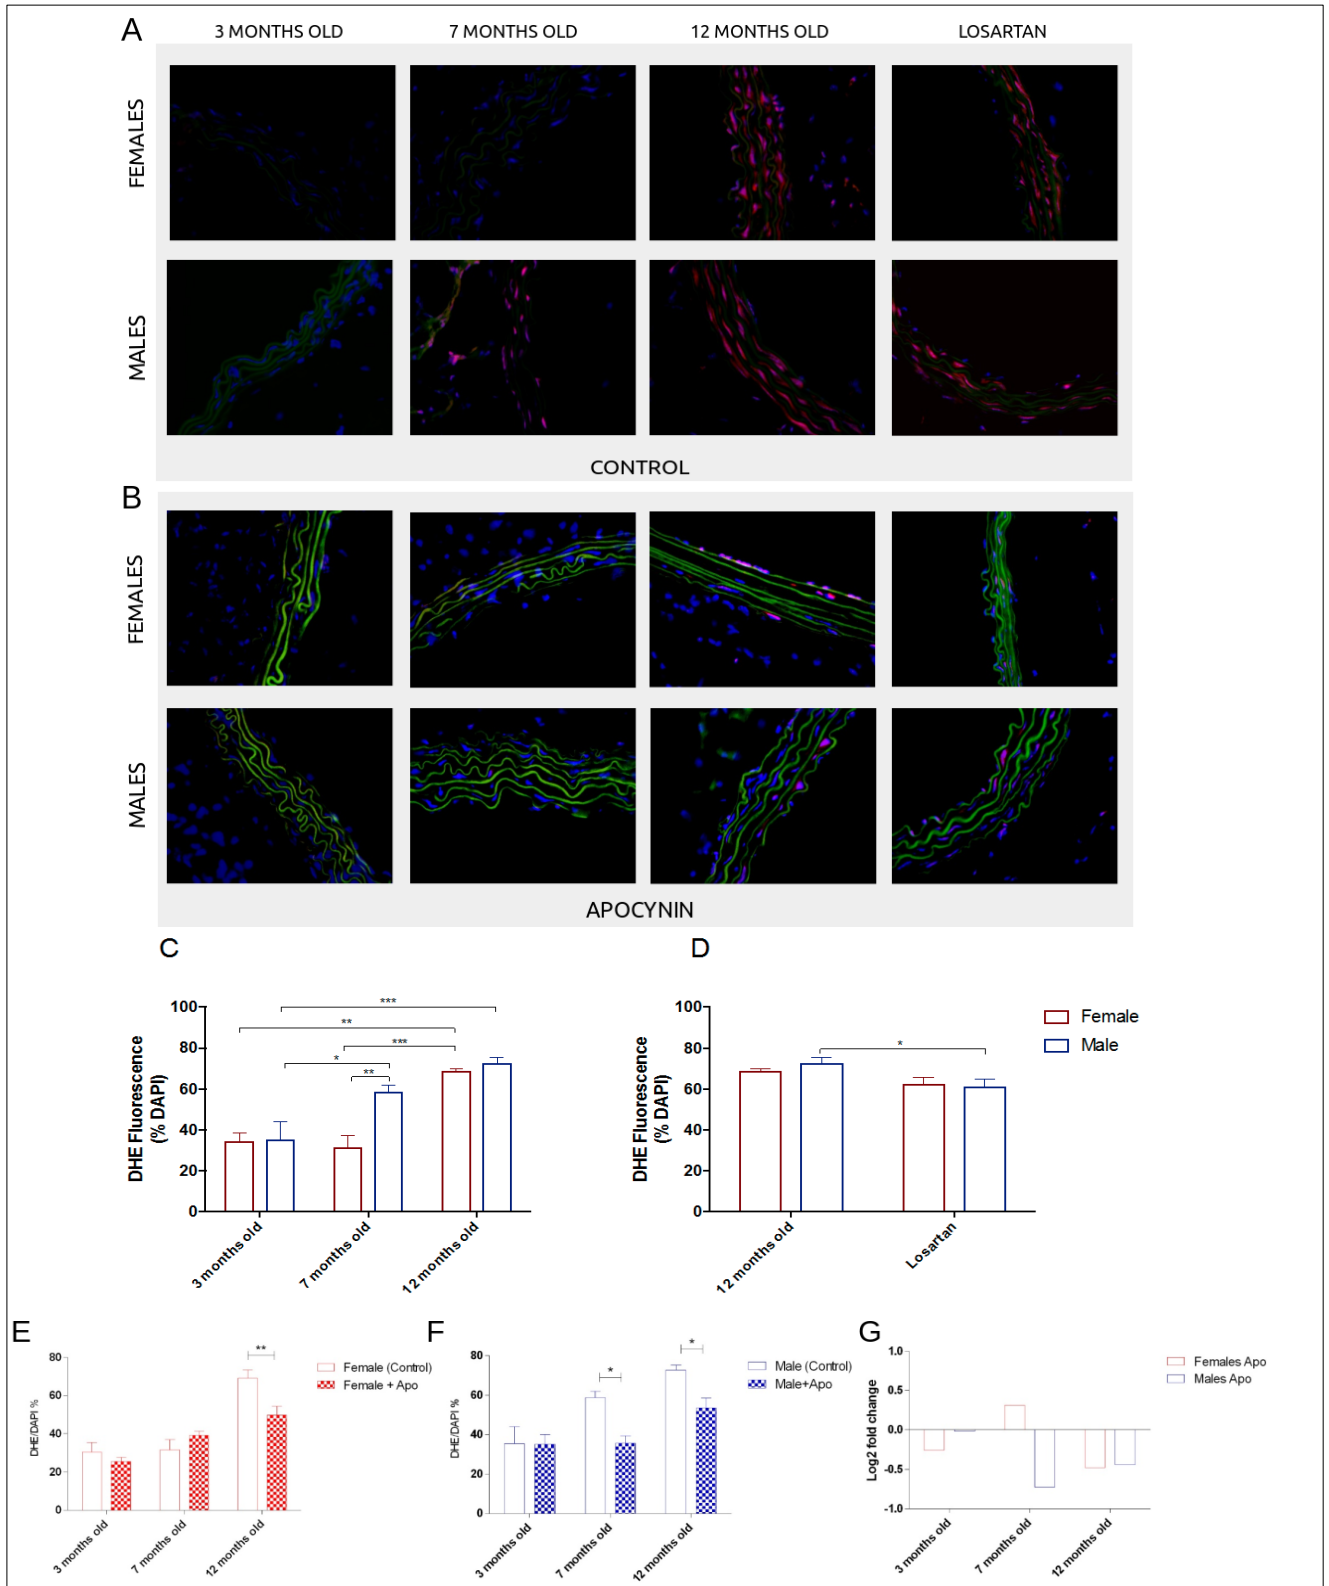 A
3 MONTHS OLD 7 MONTHS OLD 12 MONTHS OLD LOSARTAN
FEMALES
MALES
CONTROL
B
FEMALES
MALES
APOCYNIN
C
DHE Fluorescence
(% DAPI)
100
80
60
40
20
0
***
**
***
*
**
3 months old
7 months old
12 months old
D
DHE Fluorescence
(% DAPI)
100
80
60
40
20
0
*
12 months old
Losartan
Female
Male
E
DHE/DAPI %
80
60
40
20
0
**
Female (Control)
Female + Apo
3 months old
7 months old
12 months old
F
DHE/DAPI %
80
60
40
20
0
*
*
Male (Control)
Male+Apo
3 months old
7 months old
12 months old
G
Log2 fold change
1.0
0.5
0.0
-0.5
-1.0
Females Apo
Males Apo
3 months old
7 months old
12 months old